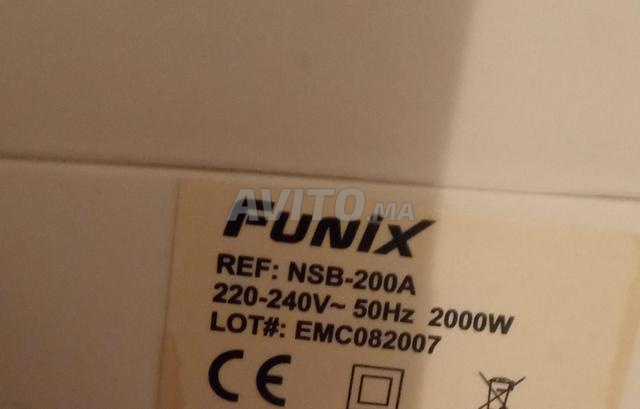 AVITO.MA
FUNIX
REF: NSB-200A
220-240V~ 50Hz 2000W
LOT#: EMC082007
CE